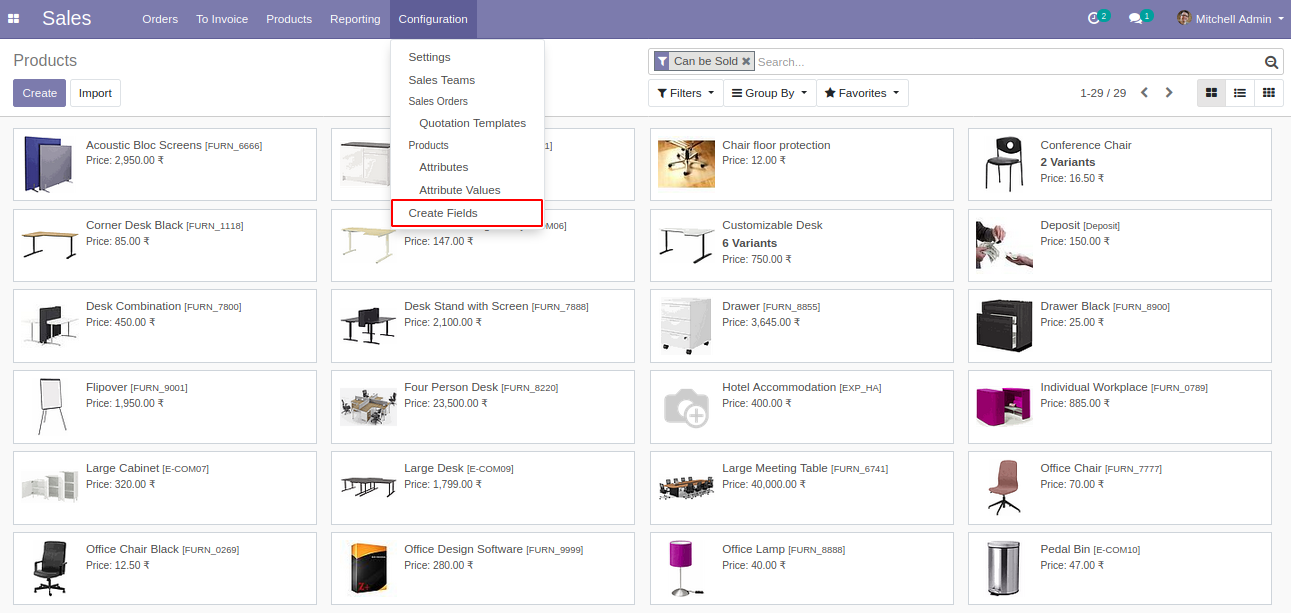 Sales
Orders
To Invoice
Products
Reporting
Configuration
2
1
Mitchell Admin
Products
Can be Sold
Search...
Create
Import
Filters
Group By
Favorites
1-29 / 29
Settings
Sales Teams
Sales Orders
Quotation Templates
Products
Attributes
Attribute Values
Create Fields
Acoustic Bloc Screens [FURN_6666]
Price: 2,950.00 ₹
1]
Chair floor protection
Price: 12.00 ₹
Conference Chair
2 Variants
Price: 16.50 ₹
Corner Desk Black [FURN_1118]
Price: 85.00 ₹
M06]
Price: 147.00 ₹
Customizable Desk
6 Variants
Price: 750.00 ₹
Deposit [Deposit]
Price: 150.00 ₹
Desk Combination [FURN_7800]
Price: 450.00 ₹
Desk Stand with Screen [FURN_7888]
Price: 2,100.00 ₹
Drawer [FURN_8855]
Price: 3,645.00 ₹
Drawer Black [FURN_8900]
Price: 25.00 ₹
Flipover [FURN_9001]
Price: 1,950.00 ₹
Four Person Desk [FURN_8220]
Price: 23,500.00 ₹
Hotel Accommodation [EXP_HA]
Price: 400.00 ₹
Individual Workplace [FURN_0789]
Price: 885.00 ₹
Large Cabinet [E-COM07]
Price: 320.00 ₹
Large Desk [E-COM09]
Price: 1,799.00 ₹
Large Meeting Table [FURN_6741]
Price: 40,000.00 ₹
Office Chair [FURN_7777]
Price: 70.00 ₹
Office Chair Black [FURN_0269]
Price: 12.50 ₹
Office Design Software [FURN_9999]
Price: 280.00 ₹
Office Lamp [FURN_8888]
Price: 40.00 ₹
Pedal Bin [E-COM10]
Price: 47.00 ₹